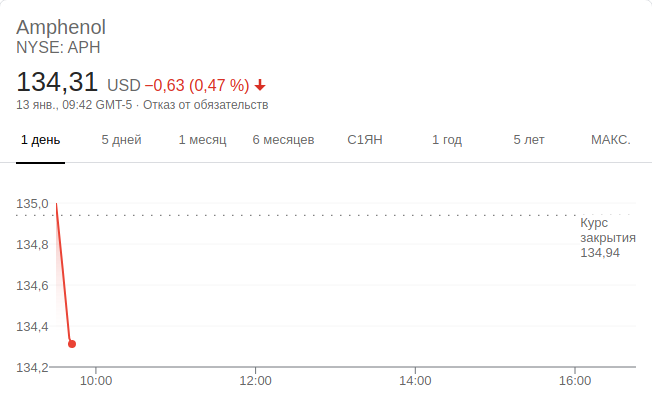 Amphenol
NYSE: APH
134,31 USD −0,63 (0,47 %)
13 янв., 09:42 GMT-5 · Отказ от обязательств
1 день 5 дней 1 месяц 6 месяцев С1ЯН 1 год 5 лет МАКС.
135,0
Курс
закрытия
134,94
134,8
134,6
134,4
134,2
10:00 12:00 14:00 16:00